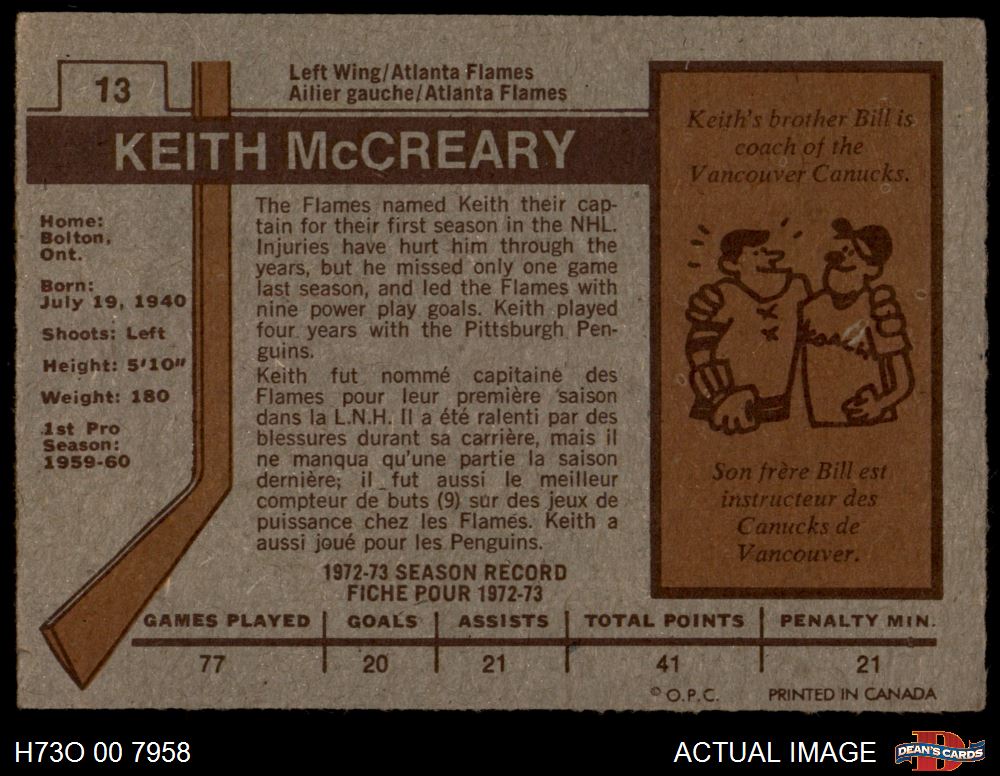 13
Left Wing/Atlanta Flames
Ailier gauche/Atlanta Flames
KEITH McCREARY
Home:
Bolton,
Ont.
Born:
July 19, 1940
Shoots: Left
Height: 5'10"
Weight: 180
1st Pro
Season:
1959-60
The Flames named Keith their cap-
tain for their first season in the NHL.
Injuries have hurt him through the
years, but he missed only one game
last season, and led the Flames with
nine power play goals. Keith played
four years with the Pittsburgh Pen-
guins.
Keith fut nommé capitaine des
Flames pour leur première saison
dans la L.N.H. Il a été ralenti par des
blessures durant sa carrière, mais il
ne manqua qu'une partie la saison
dernière; il fut aussi le meilleur
compteur de buts (9) sur des jeux de
puissance chez les Flames. Keith a
aussi joué pour les Penguins.
Keith's brother Bill is
coach of the
Vancouver Canucks.
Son frère Bill est
instructeur des
Canucks de
Vancouver.
1972-73 SEASON RECORD
FICHE POUR 1972-73
GAMES PLAYED GOALS ASSISTS TOTAL POINTS PENALTY MIN.
77 20 21 41 21
© O.P.C. PRINTED IN CANADA
H73O 00 7958 ACTUAL IMAGE DEAN'S CARDS